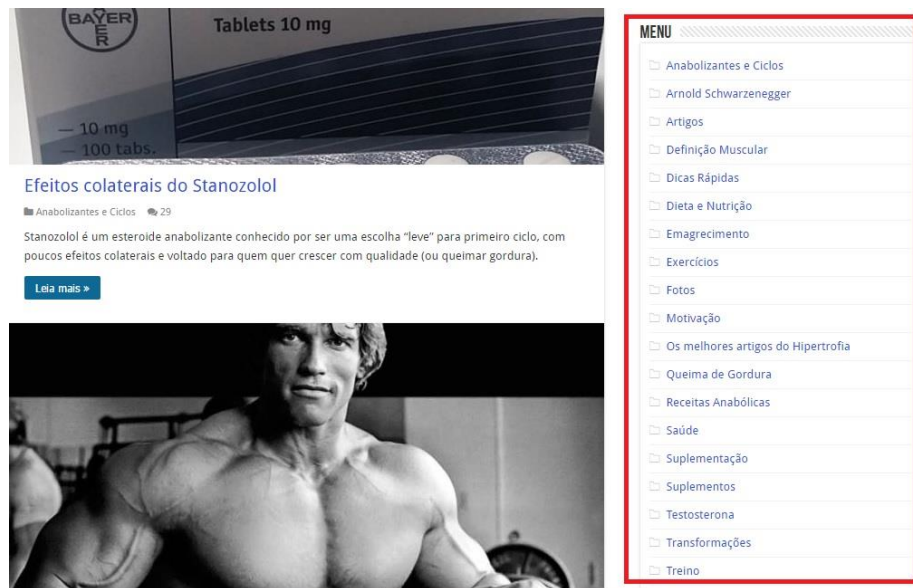 BAYER
BAYER
Tablets 10 mg
— 10 mg
— 100 tabs.
Efeitos colaterais do Stanozolol
Anabolizantes e Ciclos 29
Stanozolol é um esteroide anabolizante conhecido por ser uma escolha “leve” para primeiro ciclo, com
poucos efeitos colaterais e voltado para quem quer crescer com qualidade (ou queimar gordura).
Leia mais »
MENU
Anabolizantes e Ciclos
Arnold Schwarzenegger
Artigos
Definição Muscular
Dicas Rápidas
Dieta e Nutrição
Emagrecimento
Exercícios
Fotos
Motivação
Os melhores artigos do Hipertrofia
Queima de Gordura
Receitas Anabólicas
Saúde
Suplementação
Suplementos
Testosterona
Transformações
Treino